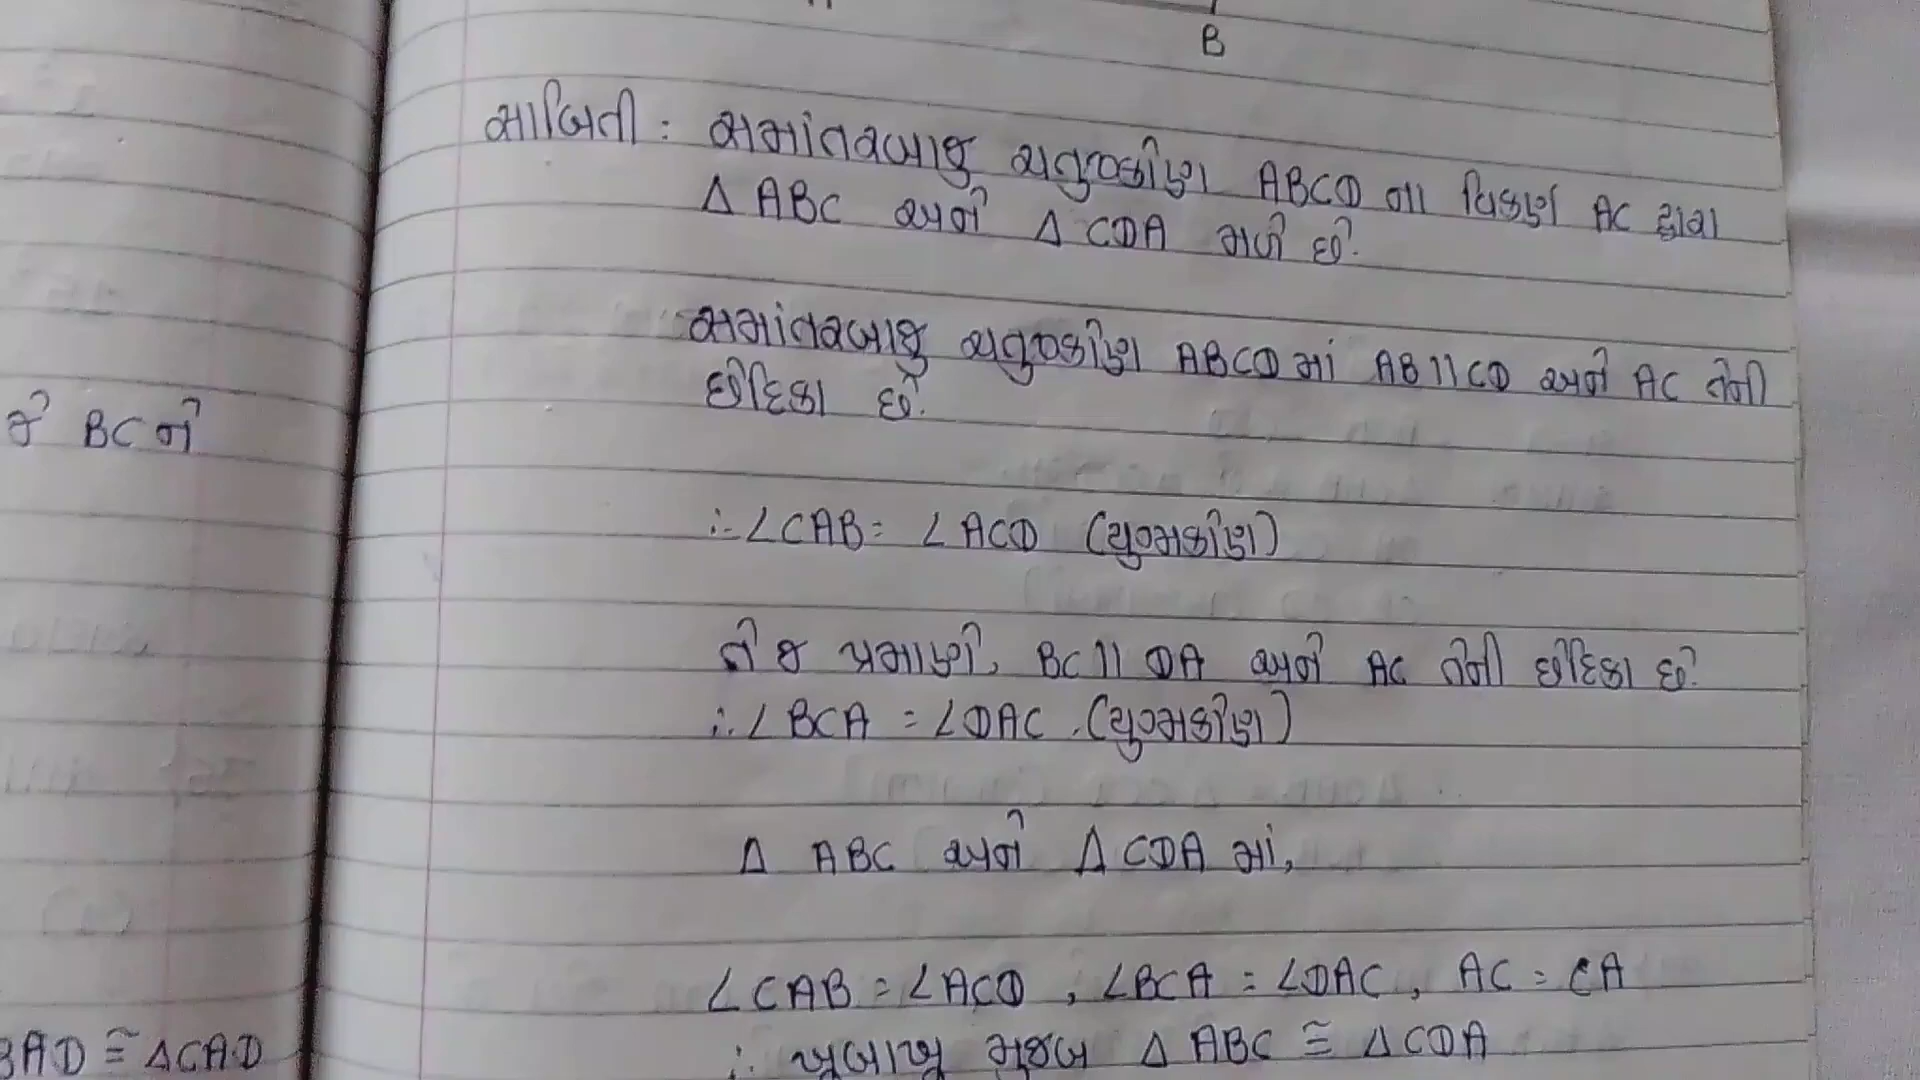 B
સાબિતી : સમાંતરબાજુ ચતુષ્કોણ ABCD ના વિકર્ણ AC દ્વારા
Δ ABC અને Δ CDA મળે છે.
સમાંતરબાજુ ચતુષ્કોણ ABCD માં AB || CD અને AC તેની
છેદિકા છે.
∴ ∠CAB = ∠ACD (યુગ્મકોણ)
તે જ પ્રમાણે, BC || DA અને AC તેની છેદિકા છે
∴ ∠BCA = ∠DAC . (યુગ્મકોણ)
Δ ABC અને Δ CDA માં,
∠CAB = ∠ACD , ∠BCA = ∠DAC , AC = CA
∴ ખૂબાખૂ મુજબ Δ ABC ≅ Δ CDA
જે BC ને
BAD ≅ ΔCAD